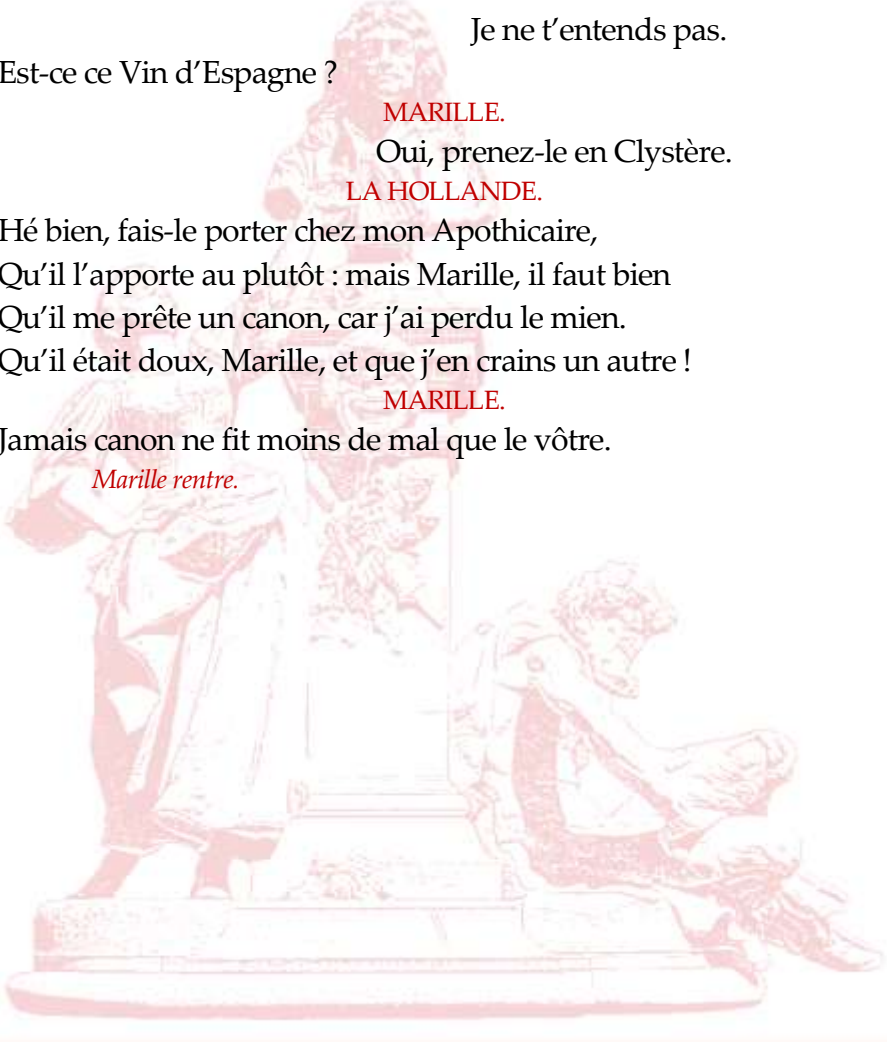 Je ne t’entends pas.
Est-ce ce Vin d’Espagne ?
MARILLE.
Oui, prenez-le en Clystère.
LA HOLLANDE.
Hé bien, fais-le porter chez mon Apothicaire,
Qu’il l’apporte au plutôt : mais Marille, il faut bien
Qu’il me prête un canon, car j’ai perdu le mien.
Qu’il était doux, Marille, et que j’en crains un autre !
MARILLE.
Jamais canon ne fit moins de mal que le vôtre.
Marille rentre.